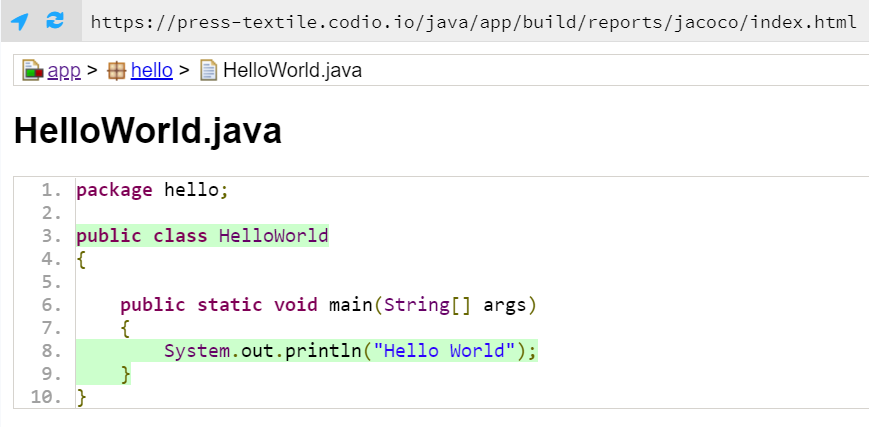 https://press-textile.codio.io/java/app/build/reports/jacoco/index.html
app > hello > HelloWorld.java
HelloWorld.java
1. package hello;
2.
3. public class HelloWorld
4. {
5.
6.     public static void main(String[] args)
7.     {
8.         System.out.println("Hello World");
9.     }
10. }